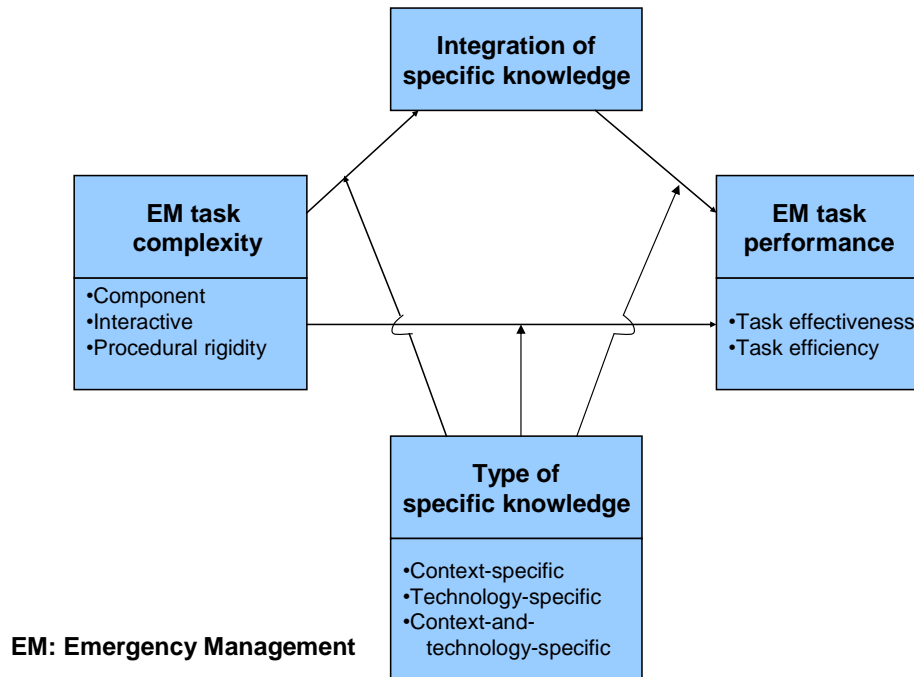 Integration of
specific knowledge
EM task
complexity
•Component
•Interactive
•Procedural rigidity
EM task
performance
•Task effectiveness
•Task efficiency
Type of
specific knowledge
•Context-specific
•Technology-specific
•Context-and-
technology-specific
EM: Emergency Management